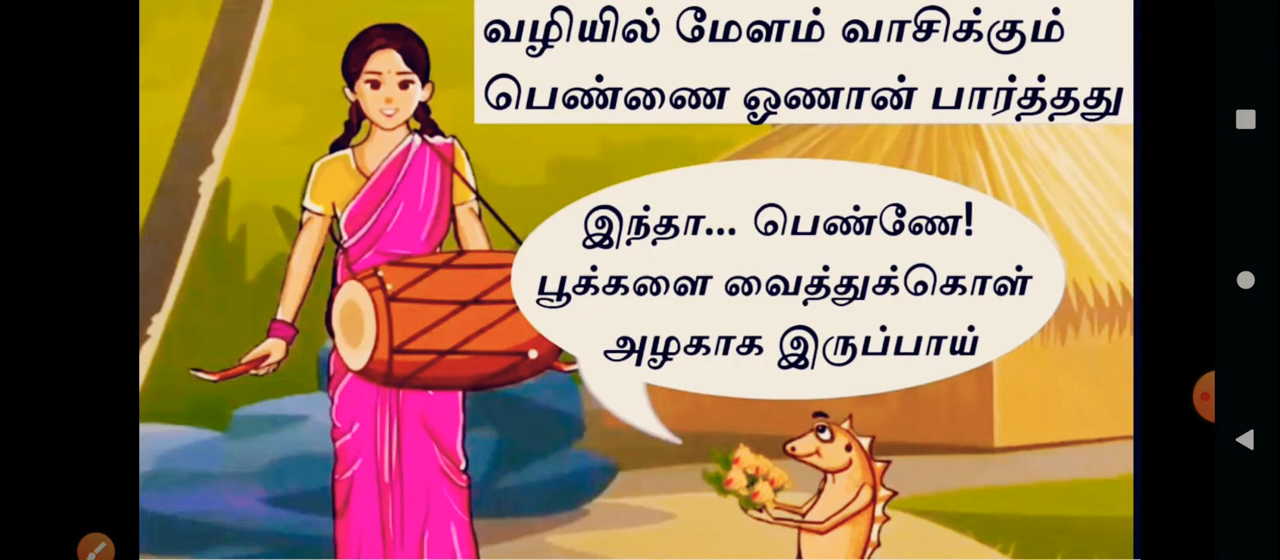 வழியில் மேளம் வாசிக்கும்
பெண்ணை ஓணான் பார்த்தது
இந்தா... பெண்ணே!
பூக்களை வைத்துக்கொள்
அழகாக இருப்பாய்